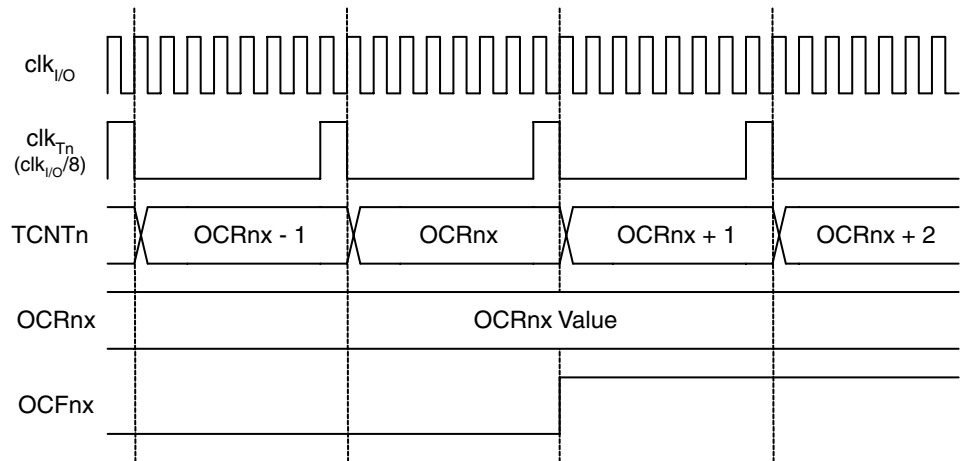 clkI/O
clkTn
(clkI/O/8)
TCNTn
OCRnx - 1
OCRnx
OCRnx + 1
OCRnx + 2
OCRnx
OCRnx Value
OCFnx